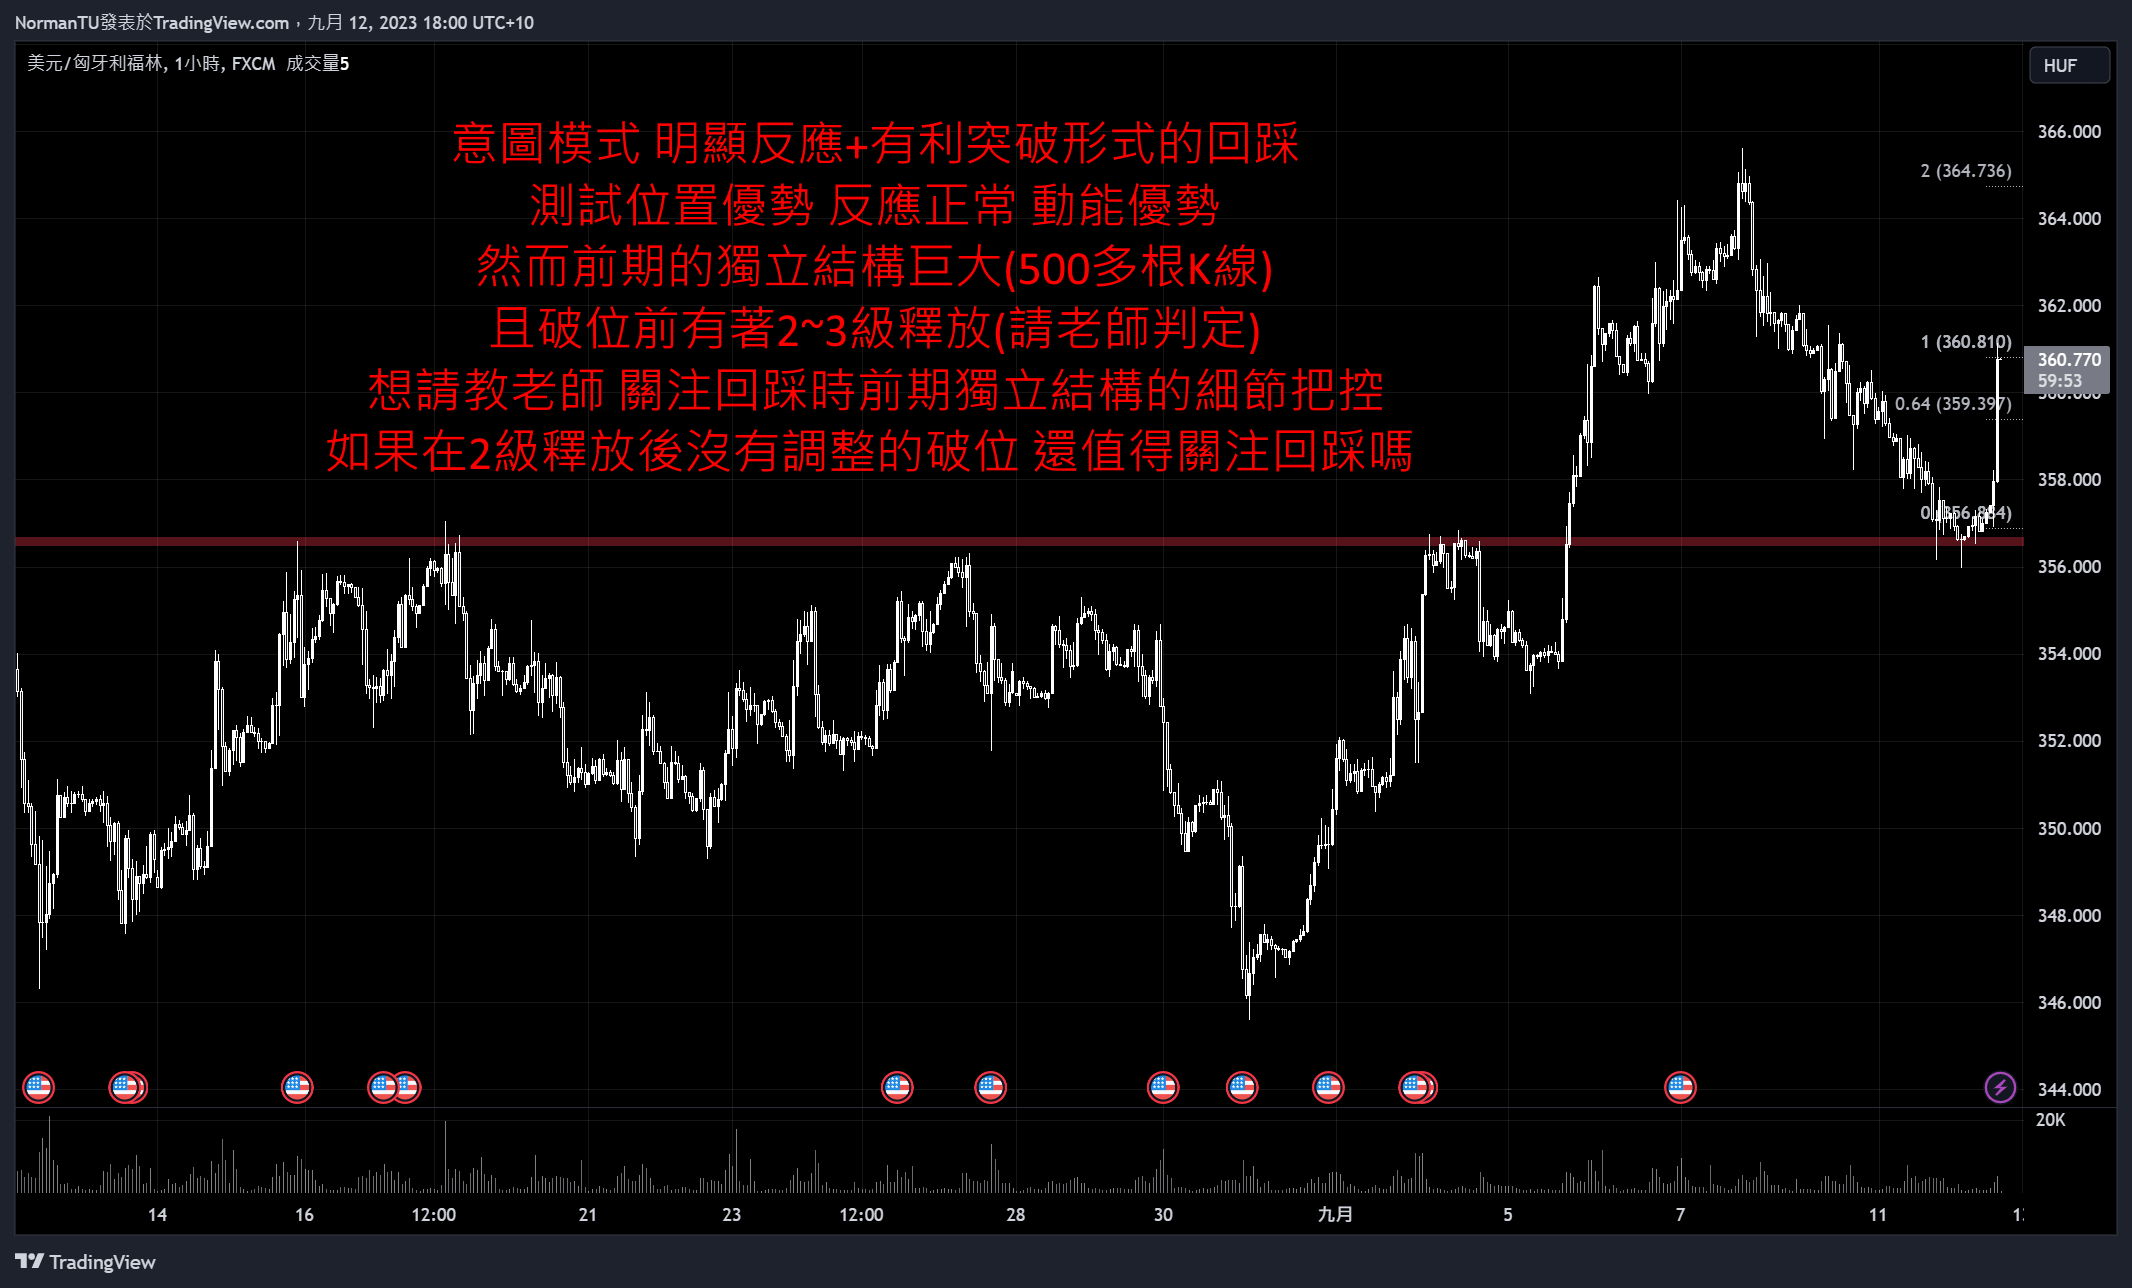 NormanTU發表於TradingView.com，九月 12, 2023 18:00 UTC+10
美元/匈牙利福林, 1小時, FXCM 成交量5
HUF
意圖模式 明顯反應+有利突破形式的回踩
測試位置優勢 反應正常 動能優勢
然而前期的獨立結構巨大(500多根K線)
且破位前有著2~3級釋放(請老師判定)
想請教老師 關注回踩時前期獨立結構的細節把控
如果在2級釋放後沒有調整的破位 還值得關注回踩嗎
366.000
2 (364.736)
364.000
362.000
1 (360.810)
360.770
59:53
360.000
0.64 (359.397)
358.000
356.000
354.000
352.000
350.000
348.000
346.000
344.000
20K
14 16 12:00 21 23 12:00 28 30 九月 5 7 11
TradingView